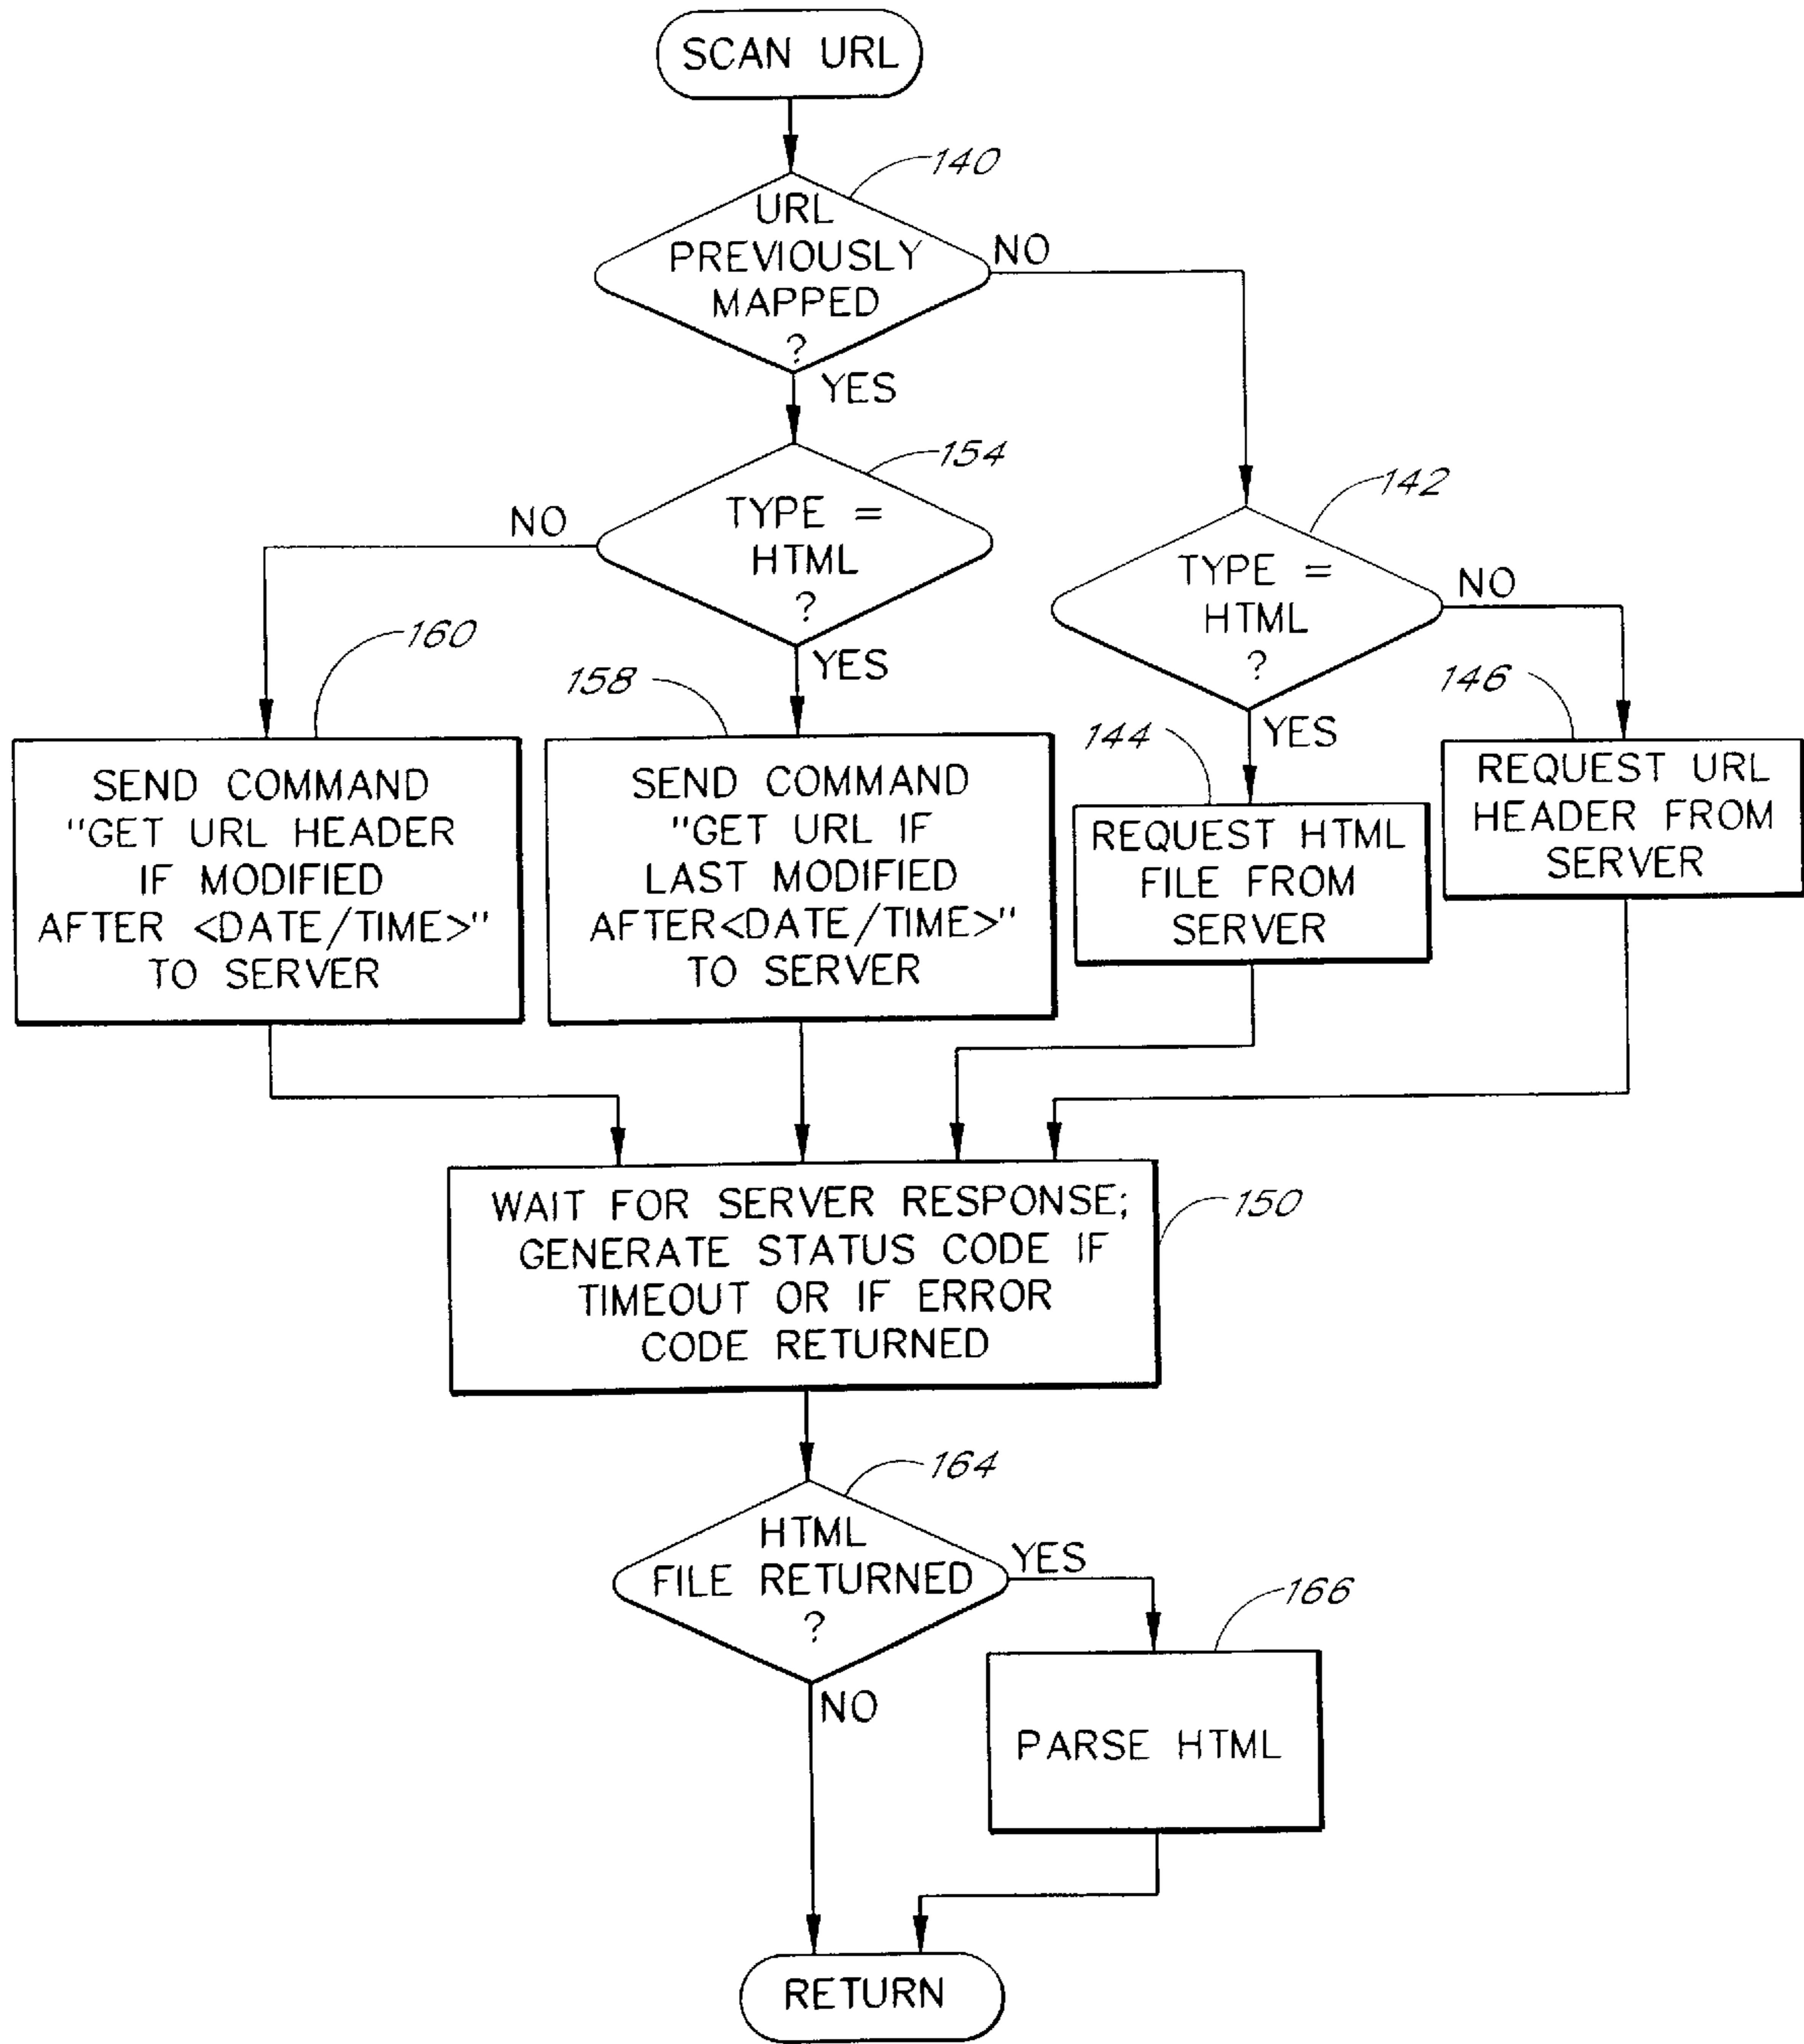 SCAN URL
140
URL
PREVIOUSLY
MAPPED
?
NO
YES
154
TYPE =
HTML
?
NO
YES
142
TYPE =
HTML
?
NO
YES
160
SEND COMMAND
"GET URL HEADER
IF MODIFIED
AFTER <DATE/TIME>"
TO SERVER
158
SEND COMMAND
"GET URL IF
LAST MODIFIED
AFTER<DATE/TIME>"
TO SERVER
144
REQUEST HTML
FILE FROM
SERVER
146
REQUEST URL
HEADER FROM
SERVER
150
WAIT FOR SERVER RESPONSE;
GENERATE STATUS CODE IF
TIMEOUT OR IF ERROR
CODE RETURNED
164
HTML
FILE RETURNED
?
YES
NO
166
PARSE HTML
RETURN